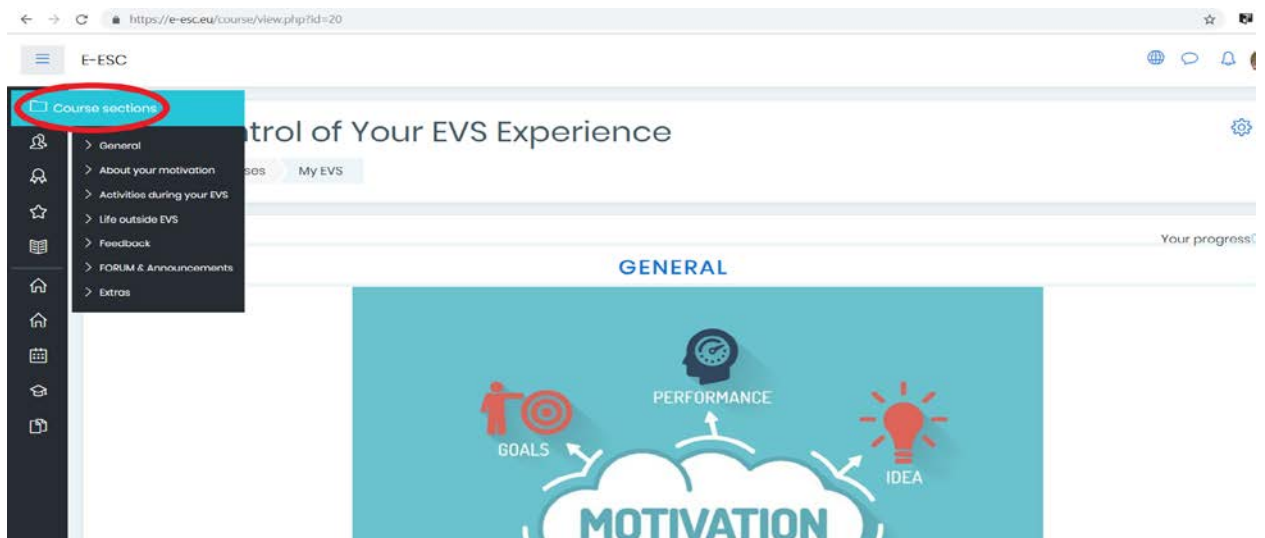 https://e-esc.eu/course/view.php?id=20
E-ESC
Course sections
trol of Your EVS Experience
General
About your motivation
ses
My EVS
Activities during your EVS
Life outside EVS
Feedback
Your progress
FORUM & Announcements
GENERAL
Extras
PERFORMANCE
GOALS
IDEA
MOTIVATION